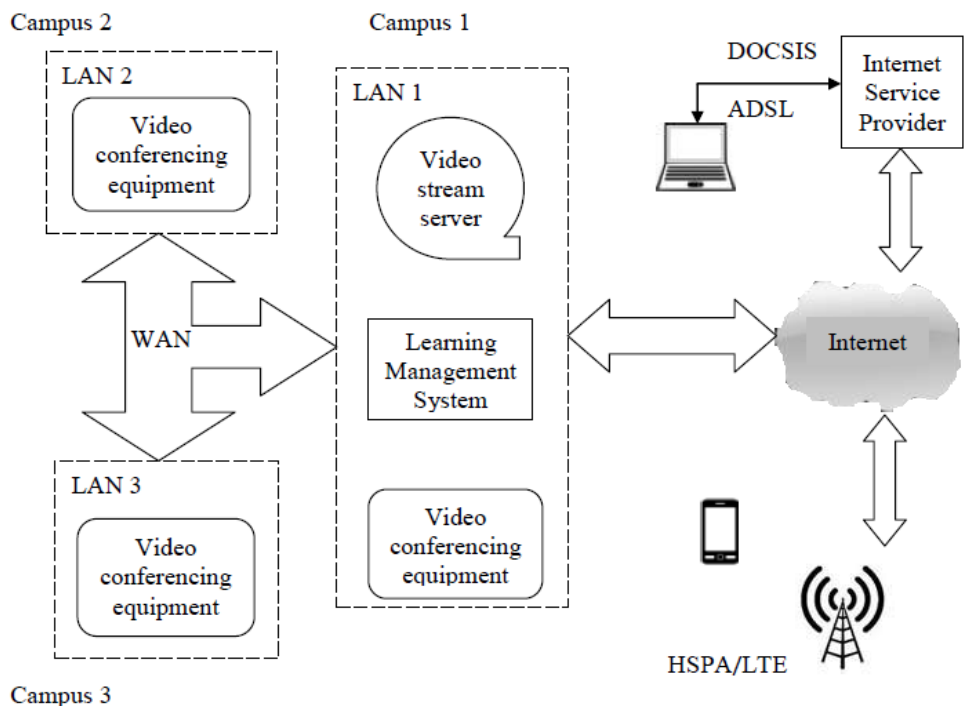 Campus 2
Campus 1
LAN 2
Video
conferencing
equipment
LAN 1
Video
stream
server
DOCSIS
ADSL
Internet
Service
Provider
WAN
Learning
Management
System
Internet
LAN 3
Video
conferencing
equipment
Video
conferencing
equipment
HSPA/LTE
Campus 3